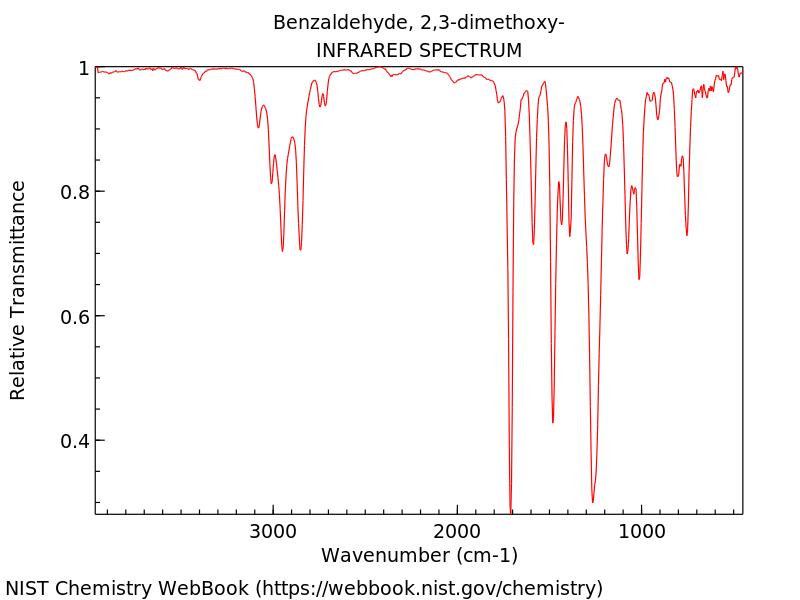 Benzaldehyde, 2,3-dimethoxy-
INFRARED SPECTRUM
1
0.8
0.6
0.4
Relative Transmittance
3000 2000 1000
Wavenumber (cm-1)
NIST Chemistry WebBook (https://webbook.nist.gov/chemistry)